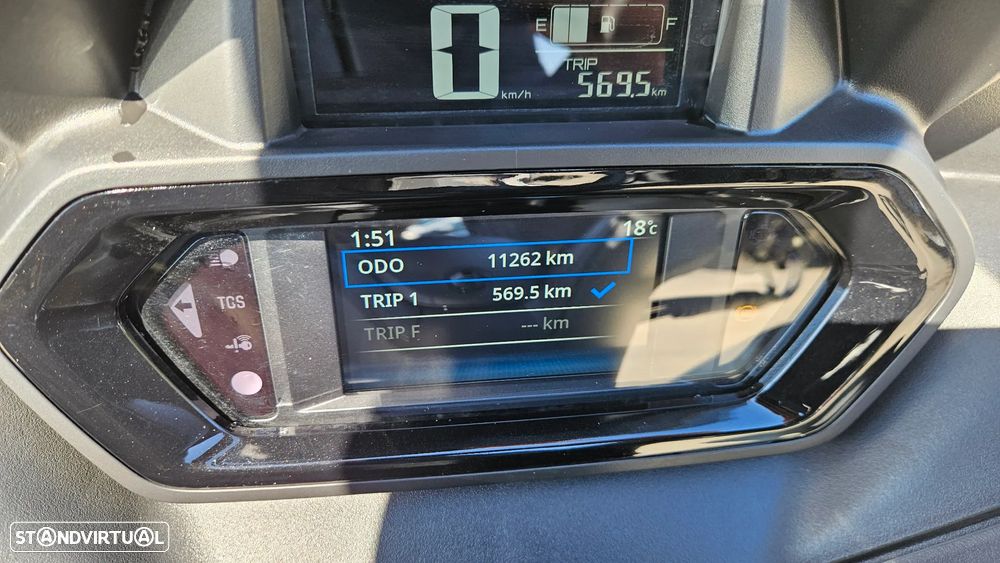 0 km/h
E F
TRIP
569.5 km
1:51 18°c
ODO 11262 km
TRIP 1 569.5 km
TRIP F --- km
TCS
STANDVIRTUAL